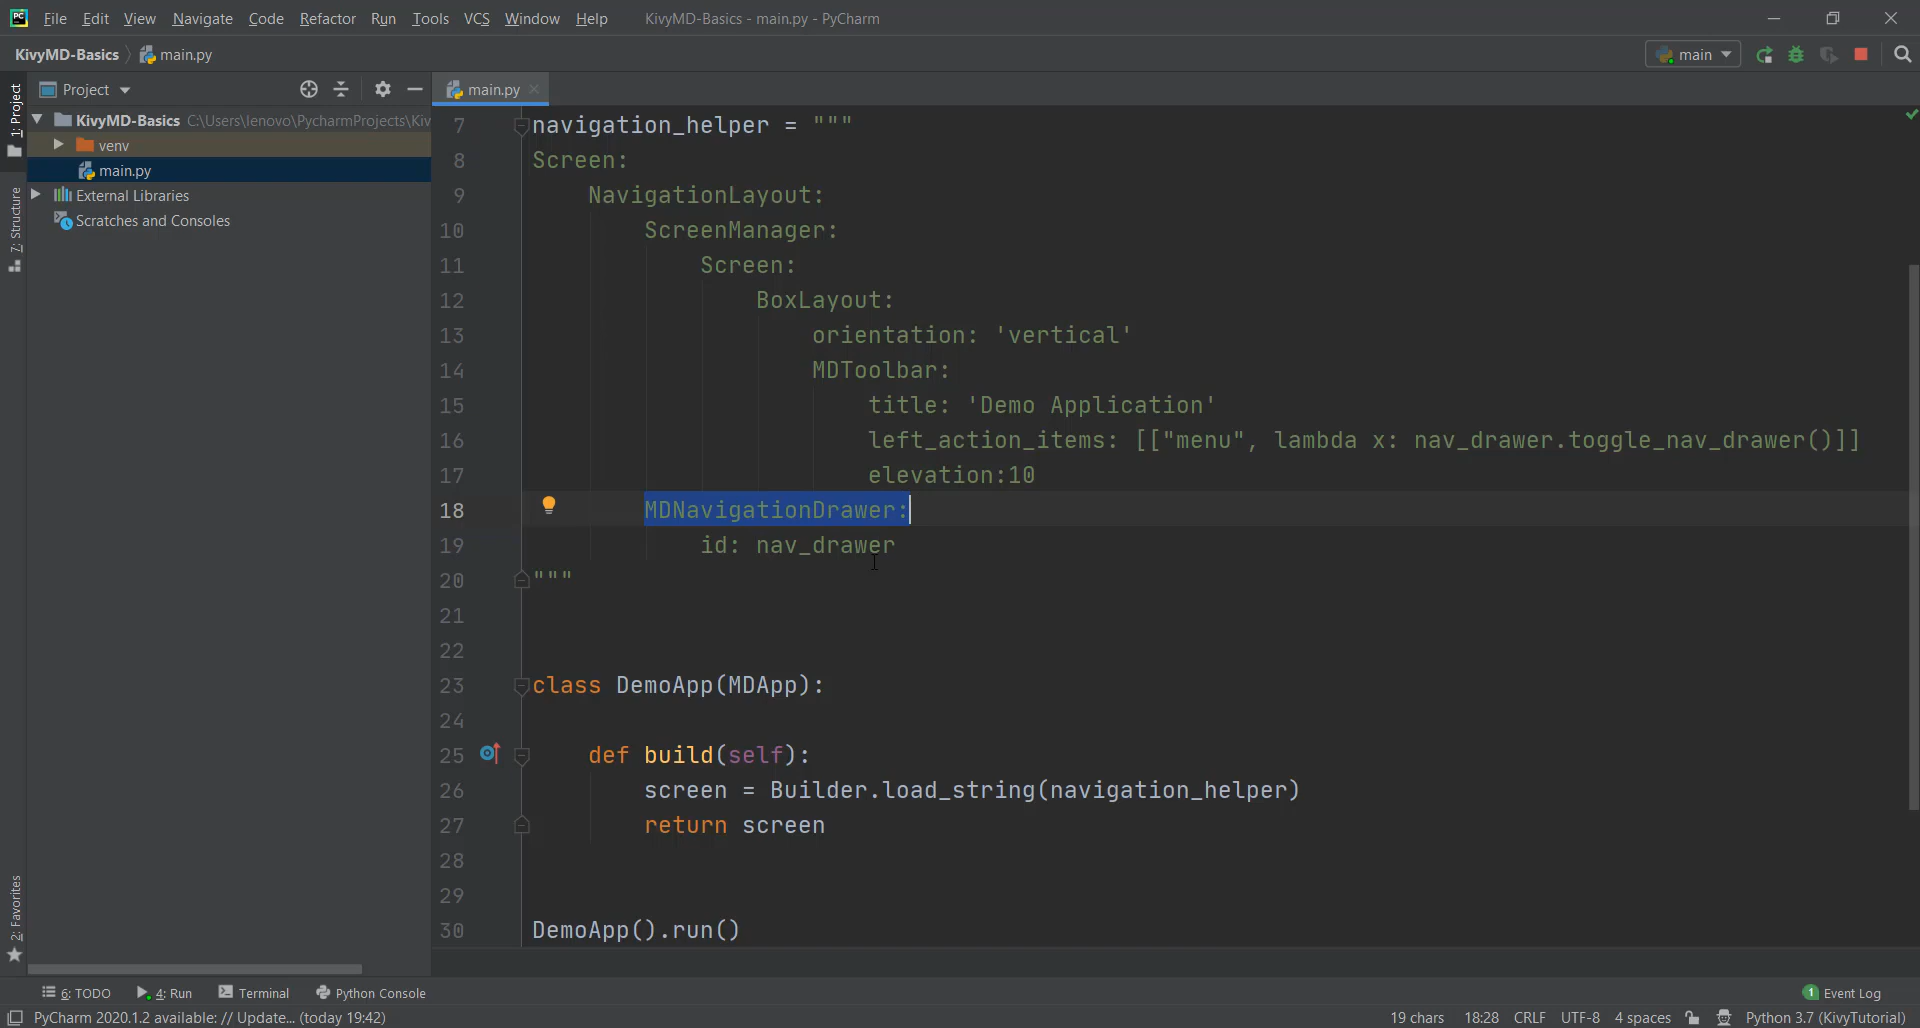 File Edit View Navigate Code Refactor Run Tools VCS Window Help KivyMD-Basics - main.py - PyCharm
KivyMD-Basics main.py main
Project main.py
1: Project
7: Structure
2: Favorites
KivyMD-Basics C:\Users\lenovo\PycharmProjects\Kiv
venv
main.py
External Libraries
Scratches and Consoles
7 navigation_helper = """
8 Screen:
9 NavigationLayout:
10 ScreenManager:
11 Screen:
12 BoxLayout:
13 orientation: 'vertical'
14 MDToolbar:
15 title: 'Demo Application'
16 left_action_items: [["menu", lambda x: nav_drawer.toggle_nav_drawer()]]
17 elevation:10
18 MDNavigationDrawer:
19 id: nav_drawer
20 """
21
22
23 class DemoApp(MDApp):
24
25 def build(self):
26 screen = Builder.load_string(navigation_helper)
27 return screen
28
29
30 DemoApp().run()
6: TODO 4: Run Terminal Python Console 1 Event Log
PyCharm 2020.1.2 available: // Update... (today 19:42) 19 chars 18:28 CRLF UTF-8 4 spaces Python 3.7 (KivyTutorial)